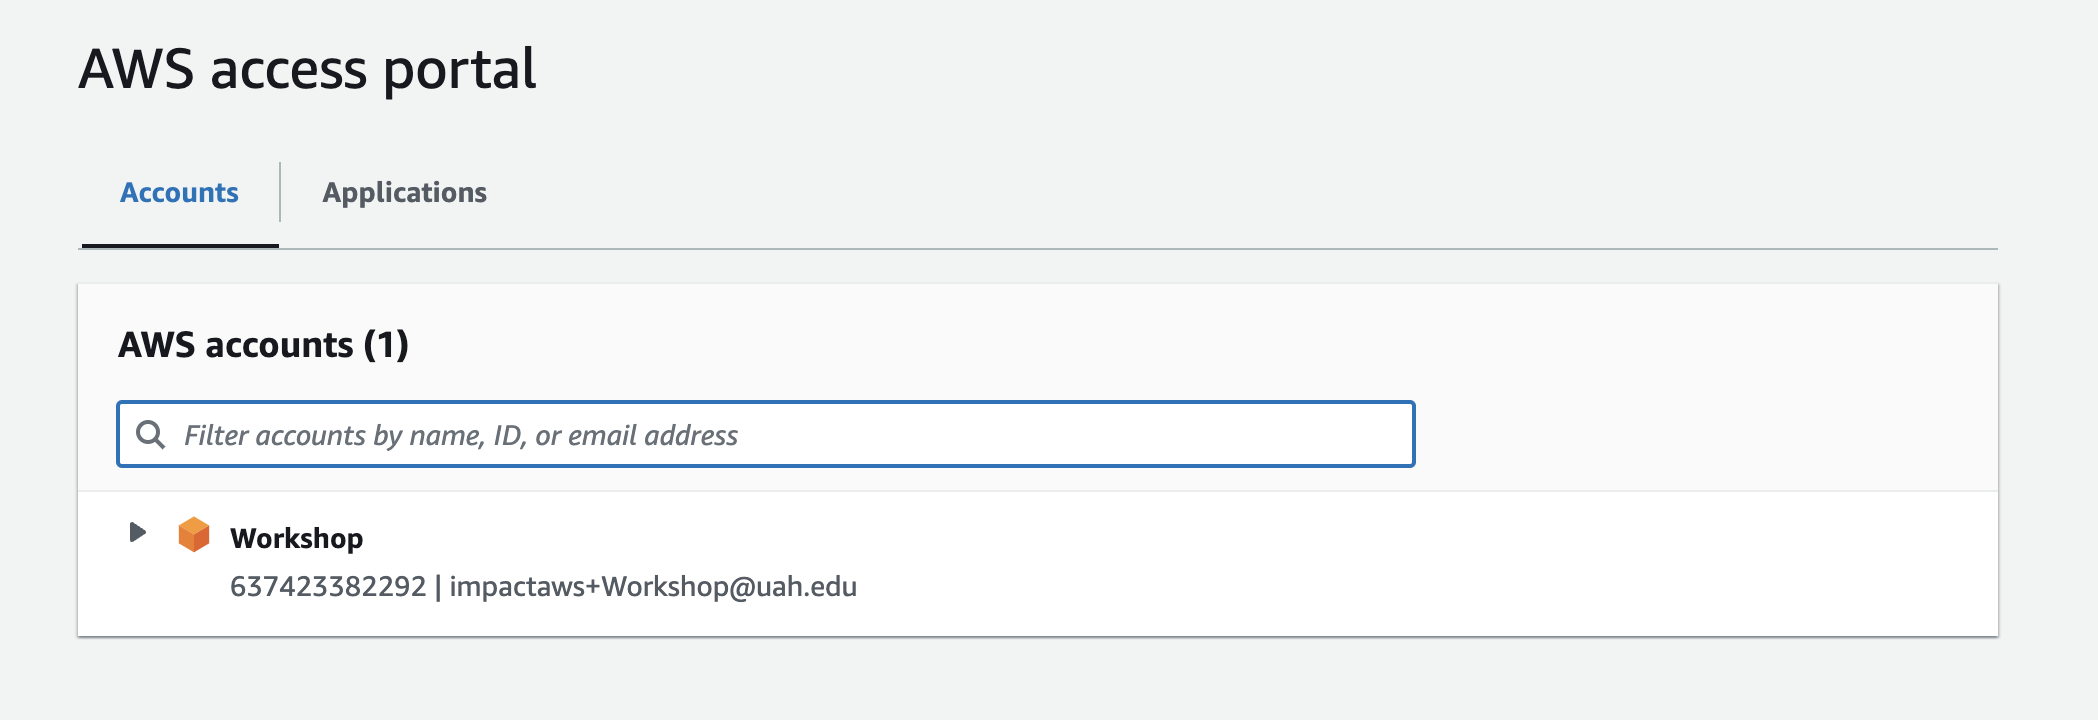 AWS access portal
Accounts
Applications
AWS accounts (1)
Filter accounts by name, ID, or email address
Workshop
637423382292 | impactaws+Workshop@uah.edu